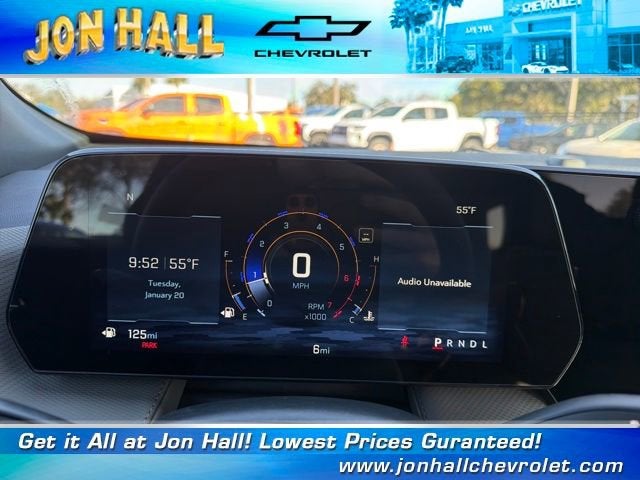 JON HALL
CHEVROLET
CHEVROLET
N
55°F
9:52 55°F
Tuesday,
January 20
F
E
1
2
3
4
5
6
7
0
MPH
RPM
x1000
D
H
C
--
MPH
Audio Unavailable
125mi
PARK
6mi
P R N D L
Get it All at Jon Hall! Lowest Prices Guranteed!
www.jonhallchevrolet.com